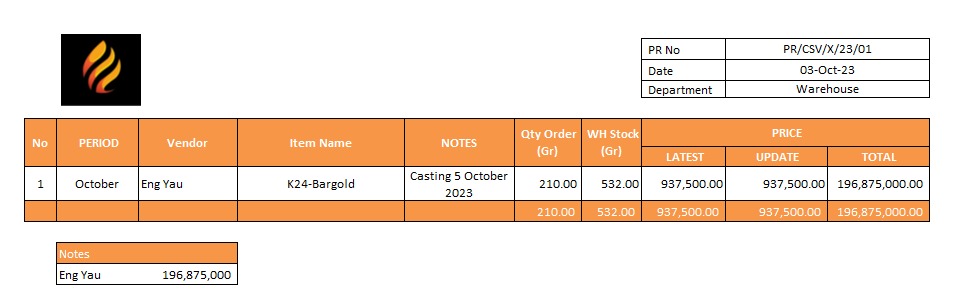 PR No PR/CSV/X/23/01
Date 03-Oct-23
Department Warehouse
No PERIOD Vendor Item Name NOTES Qty Order (Gr) WH Stock (Gr) PRICE
LATEST UPDATE TOTAL
1 October Eng Yau K24-Bargold Casting 5 October 2023 210.00 532.00 937,500.00 937,500.00 196,875,000.00
210.00 532.00 937,500.00 937,500.00 196,875,000.00
Notes
Eng Yau 196,875,000